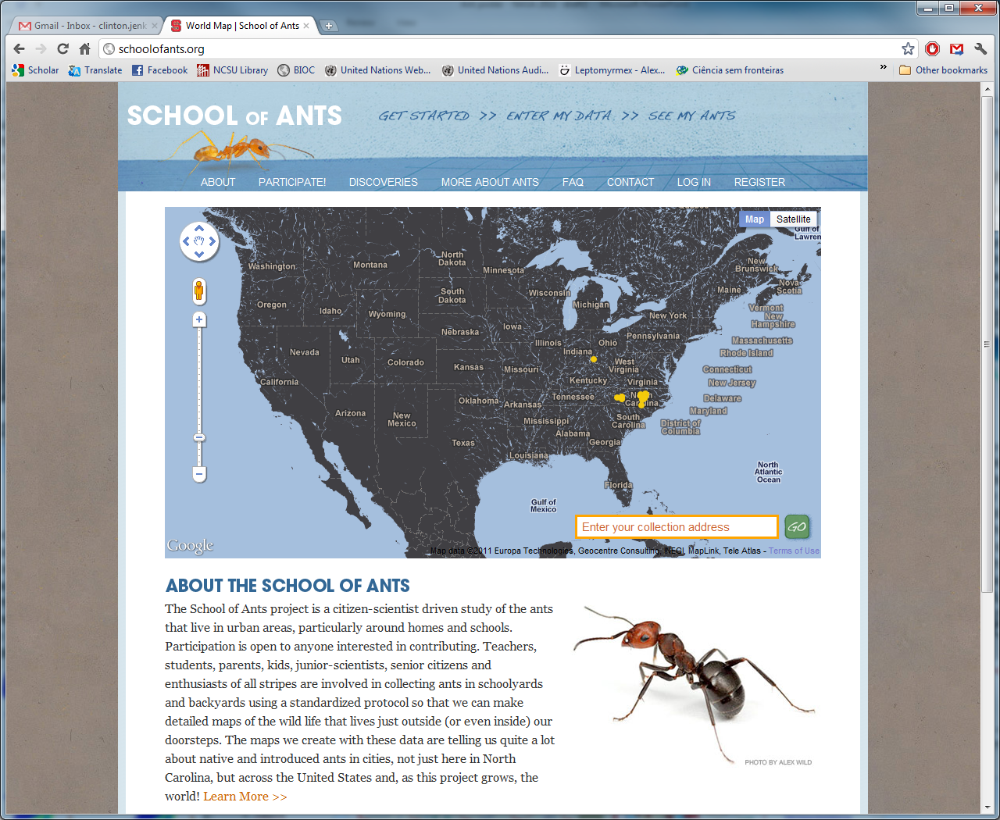 Gmail - Inbox - clinton.jenk
World Map | School of Ants
schoolofants.org
Scholar
Translate
Facebook
NCSU Library
BIOC
United Nations Web...
United Nations Audi...
Leptomyrmex - Alex...
Ciência sem fronteiras
»
Other bookmarks
SCHOOL OF ANTS
GET STARTED >> ENTER MY DATA >> SEE MY ANTS
ABOUT
PARTICIPATE!
DISCOVERIES
MORE ABOUT ANTS
FAQ
CONTACT
LOG IN
REGISTER
Map
Satellite
Gulf of
Lawren
Washington
Montana
North
Dakota
Minnesota
New
Brunswick
Nova
Scotia
Maine
Wisconsin
South
Dakota
Michigan
Oregon
Idaho
Wyoming
Vermont
New
Hampshire
New York
Iowa
Nebraska
Pennsylvania
Massachusetts
Illinois
Ohio
Indiana
Rhode Island
Nevada
Utah
Colorado
Kansas
Missouri
West
Virginia
Connecticut
California
Kentucky
Virginia
New Jersey
Tennessee
North
Carolina
Delaware
Oklahoma
Arkansas
Maryland
Arizona
New
Mexico
Mississippi
South
Carolina
District of
Columbia
Alabama
Georgia
Texas
Louisiana
North
Atlantic
Ocean
Florida
Gulf of
Mexico
Enter your collection address
GO
Google
Map data ©2011 Europa Technologies, Geocentre Consulting, INEGI, MapLink, Tele Atlas - Terms of Use
ABOUT THE SCHOOL OF ANTS
The School of Ants project is a citizen-scientist driven study of the ants
that live in urban areas, particularly around homes and schools.
Participation is open to anyone interested in contributing. Teachers,
students, parents, kids, junior-scientists, senior citizens and
enthusiasts of all stripes are involved in collecting ants in schoolyards
and backyards using a standardized protocol so that we can make
detailed maps of the wild life that lives just outside (or even inside) our
doorsteps. The maps we create with these data are telling us quite a lot
about native and introduced ants in cities, not just here in North
Carolina, but across the United States and, as this project grows, the
world! Learn More >>
PHOTO BY ALEX WILD